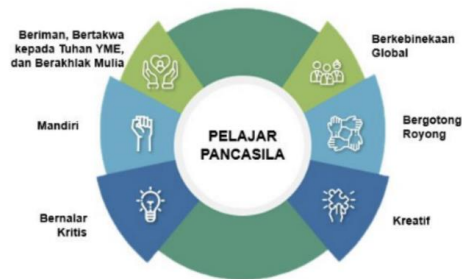 Beriman, Bertakwa
kepada Tuhan YME,
dan Berakhlak Mulia
Berkebinekaan
Global
Mandiri
PELAJAR
PANCASILA
Bergotong
Royong
Bernalar
Kritis
Kreatif